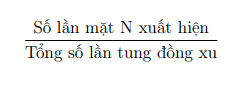 Số lần mặt N xuất hiện
Tổng số lần tung đồng xu